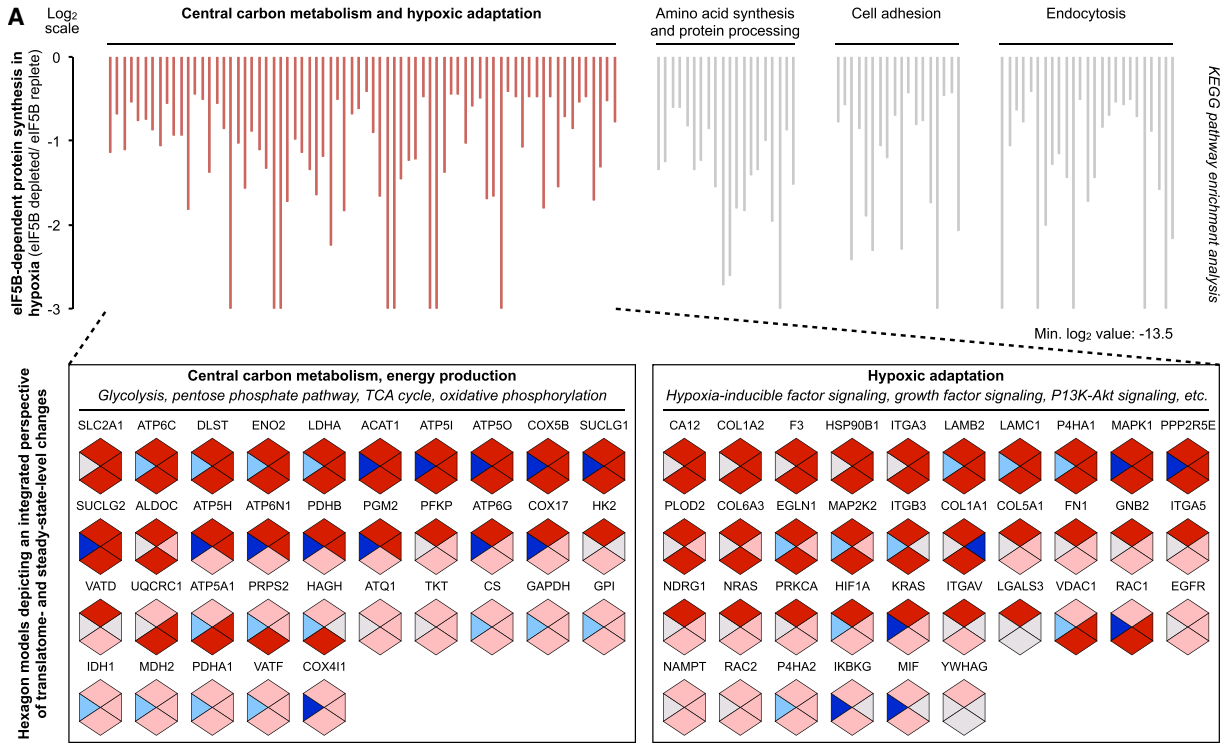 A
Log2
scale
Central carbon metabolism and hypoxic adaptation
Amino acid synthesis
and protein processing
Cell adhesion
Endocytosis
eIF5B-dependent protein synthesis in
hypoxia (eIF5B depleted/ eIF5B replete)
0
-1
-2
-3
KEGG pathway enrichment analysis
Min. log2 value: -13.5
Hexagon models depicting an integrated perspective
of translatome- and steady-state-level changes
Central carbon metabolism, energy production
Glycolysis, pentose phosphate pathway, TCA cycle, oxidative phosphorylation
SLC2A1 ATP6C DLST ENO2 LDHA ACAT1 ATP5I ATP5O COX5B SUCLG1
SUCLG2 ALDOC ATP5H ATP6N1 PDHB PGM2 PFKP ATP6G COX17 HK2
VATD UQCRC1 ATP5A1 PRPS2 HAGH ATQ1 TKT CS GAPDH GPI
IDH1 MDH2 PDHA1 VATF COX4I1
Hypoxic adaptation
Hypoxia-inducible factor signaling, growth factor signaling, P13K-Akt signaling, etc.
CA12 COL1A2 F3 HSP90B1 ITGA3 LAMB2 LAMC1 P4HA1 MAPK1 PPP2R5E
PLOD2 COL6A3 EGLN1 MAP2K2 ITGB3 COL1A1 COL5A1 FN1 GNB2 ITGA5
NDRG1 NRAS PRKCA HIF1A KRAS ITGAV LGALS3 VDAC1 RAC1 EGFR
NAMPT RAC2 P4HA2 IKBKG MIF YWHAG